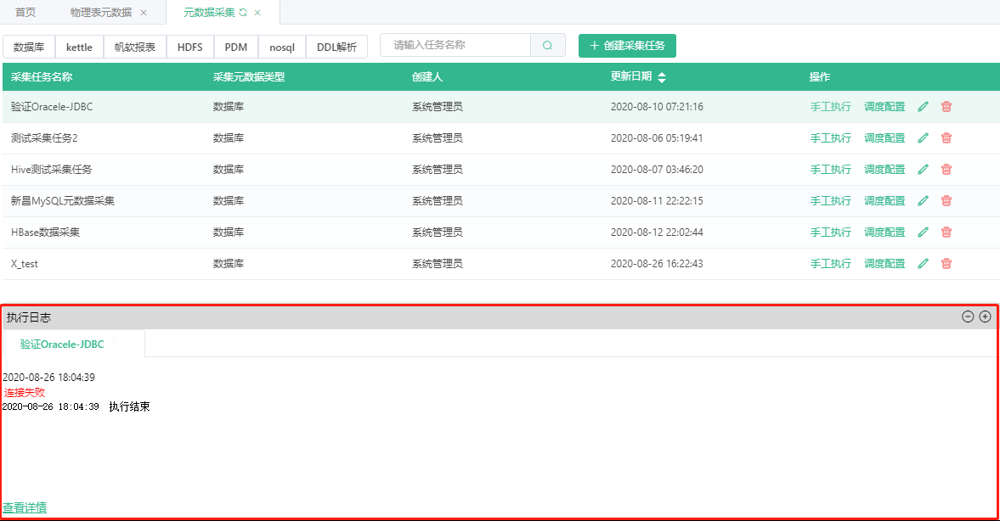 首页 物理表元数据 × 元数据采集 ×
数据库 kettle 帆软报表 HDFS PDM nosql DDL解析 请输入任务名称 + 创建采集任务
采集任务名称 采集元数据类型 创建人 更新日期 操作
验证Oracele-JDBC 数据库 系统管理员 2020-08-10 07:21:16 手工执行 调度配置
测试采集任务2 数据库 系统管理员 2020-08-06 05:19:41 手工执行 调度配置
Hive测试采集任务 数据库 系统管理员 2020-08-07 03:46:20 手工执行 调度配置
新昌MySQL元数据采集 数据库 系统管理员 2020-08-11 22:22:15 手工执行 调度配置
HBase数据采集 数据库 系统管理员 2020-08-12 22:02:44 手工执行 调度配置
X_test 数据库 系统管理员 2020-08-26 16:22:43 手工执行 调度配置
执行日志
验证Oracele-JDBC
2020-08-26 18:04:39
连接失败
2020-08-26 18:04:39 执行结束
查看详情